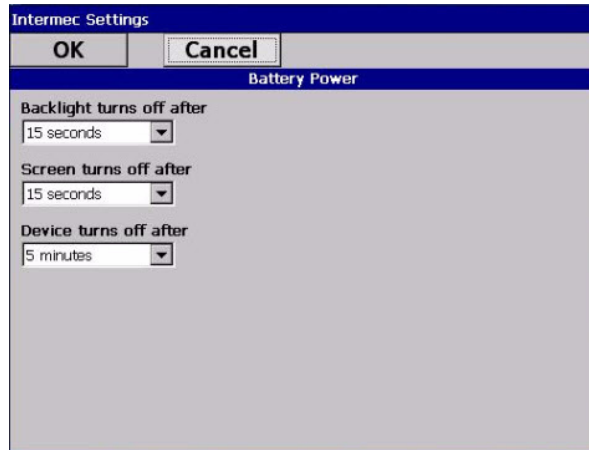 Intermec Settings
OK Cancel
Battery Power
Backlight turns off after
15 seconds
Screen turns off after
15 seconds
Device turns off after
5 minutes